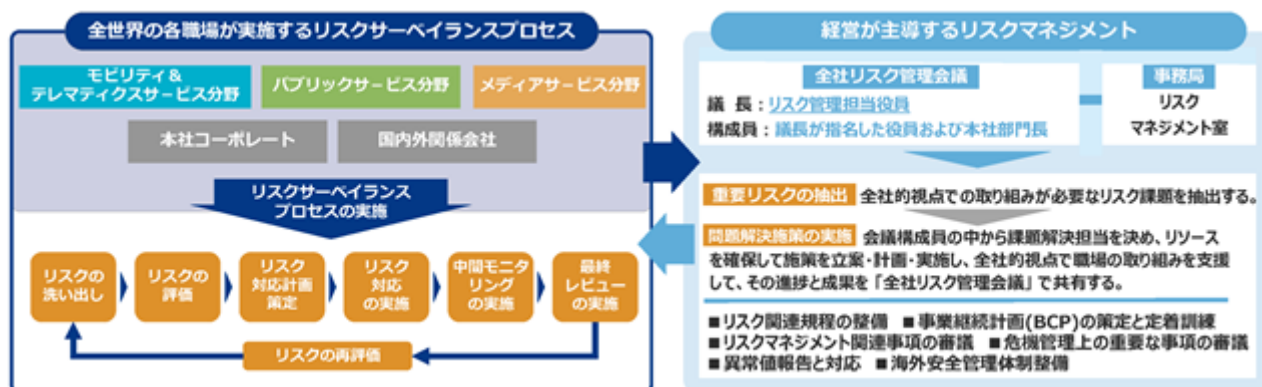 全世界の各職場が実施するリスクサーベイランスプロセス
モビリティ&
テレマティクスサービス分野
パブリックサービス分野
メディアサービス分野
本社コーポレート
国内外関係会社
リスクサーベイランス
プロセスの実施
リスクの
洗い出し
リスクの
評価
リスク
対応計画
策定
リスク
対応
の実施
中間モニタ
リング
の実施
最終
レビュー
の実施
リスクの再評価
経営が主導するリスクマネジメント
全社リスク管理会議
議 長:リスク管理担当役員
構成員:議長が指名した役員および本社部門長
事務局
リスク
マネジメント室
重要リスクの抽出 全社的視点での取り組みが必要なリスク課題を抽出する。
問題解決施策の実施 会議構成員の中から課題解決担当を決め、リソース
を確保して施策を立案・計画・実施し、全社的視点で職場の取り組みを支援
して、その進捗と成果を「全社リスク管理会議」で共有する。
■リスク関連規程の整備 ■事業継続計画(BCP)の策定と定着訓練
■リスクマネジメント関連事項の審議 ■危機管理上の重要な事項の審議
■異常値報告と対応 ■海外安全管理体制整備